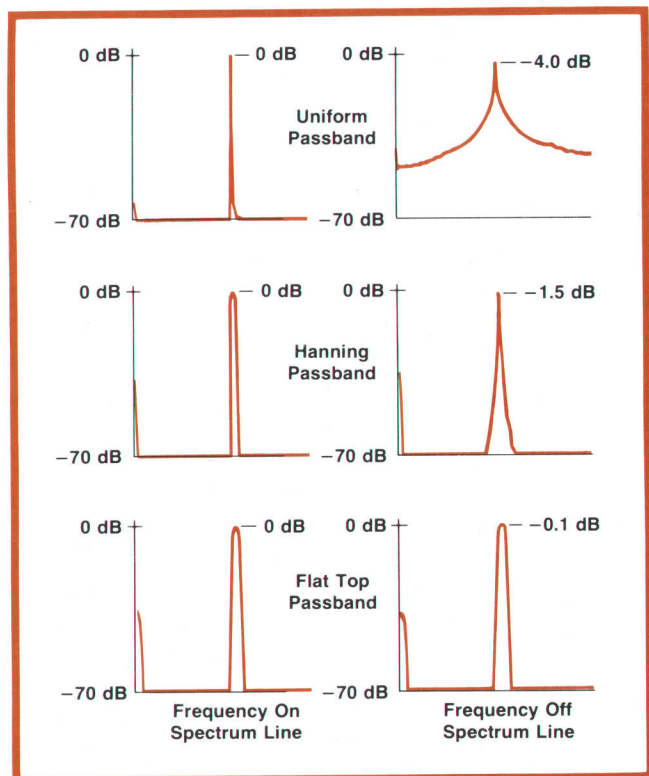 0 dB
0 dB
Uniform
Passband
-70 dB
0 dB
-4.0 dB
-70 dB
0 dB
0 dB
Hanning
Passband
-70 dB
0 dB
-1.5 dB
-70 dB
0 dB
0 dB
Flat Top
Passband
-70 dB
0 dB
-0.1 dB
-70 dB
Frequency On
Spectrum Line
Frequency Off
Spectrum Line